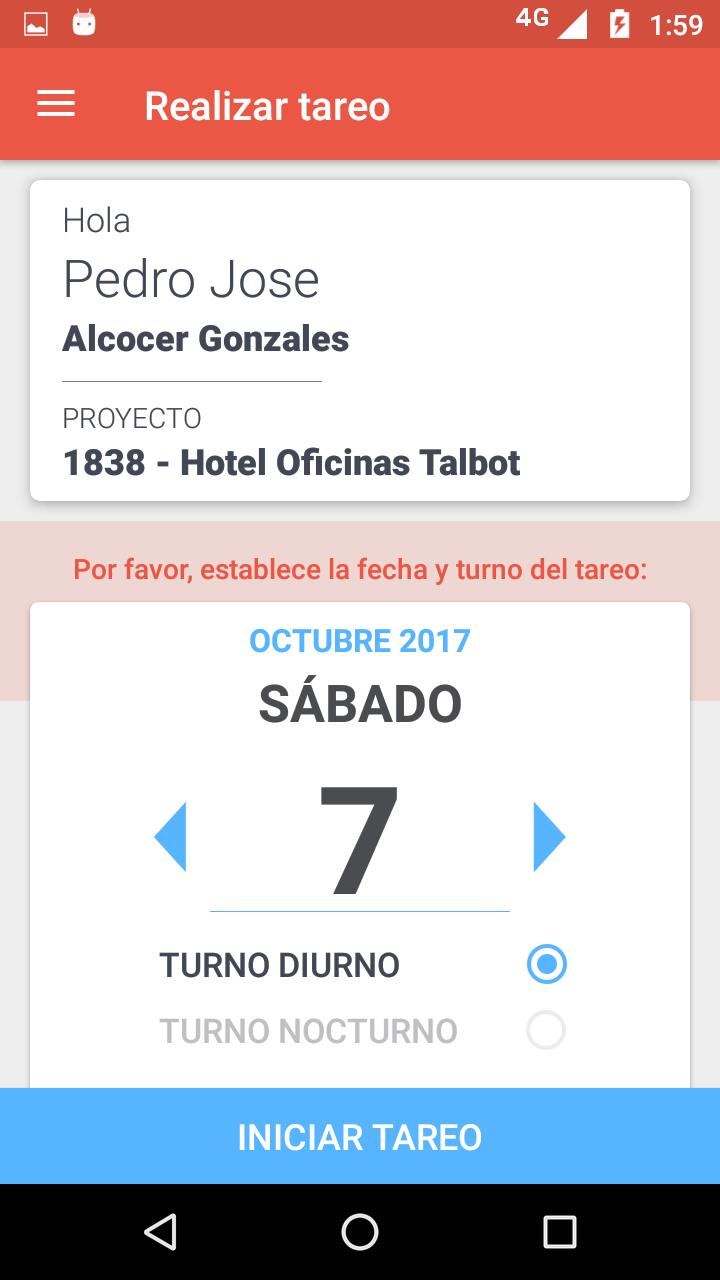 4G 1:59
Realizar tareo
Hola
Pedro Jose
Alcocer Gonzales
PROYECTO
1838 - Hotel Oficinas Talbot
Por favor, establece la fecha y turno del tareo:
OCTUBRE 2017
SÁBADO
7
TURNO DIURNO
TURNO NOCTURNO
INICIAR TAREO